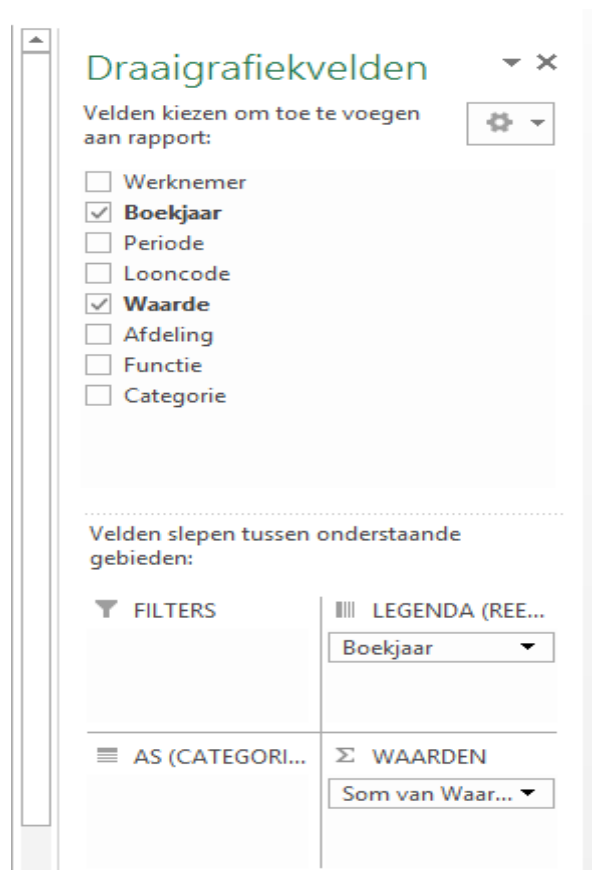 Draaigrafiekvelden
Velden kiezen om toe te voegen
aan rapport:
Werknemer
Boekjaar
Periode
Looncode
Waarde
Afdeling
Functie
Categorie
Velden slepen tussen onderstaande
gebieden:
FILTERS
LEGENDA (REE...
Boekjaar
AS (CATEGORI...
Σ WAARDEN
Som van Waar...